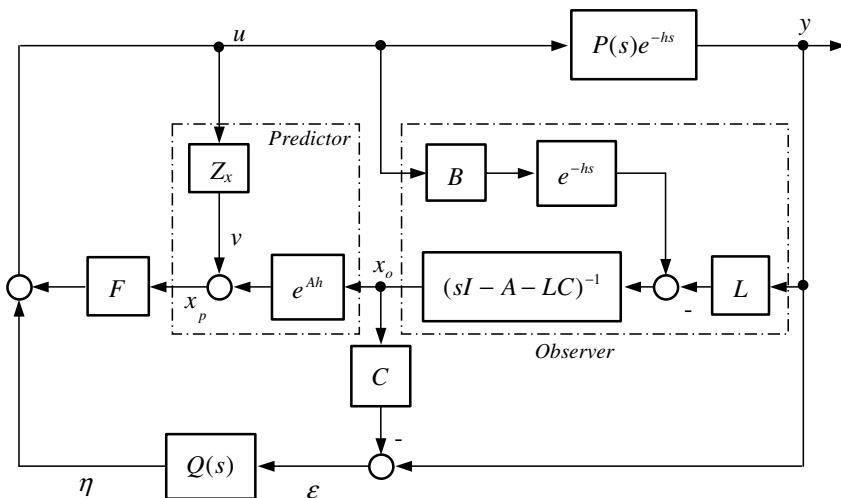 u
y
P(s)e^{-hs}
Predictor
Z_x
B
e^{-hs}
v
x_o
F
x_p
e^{Ah}
(sI − A − LC)^{-1}
L
-
Observer
C
-
Q(s)
η
ε